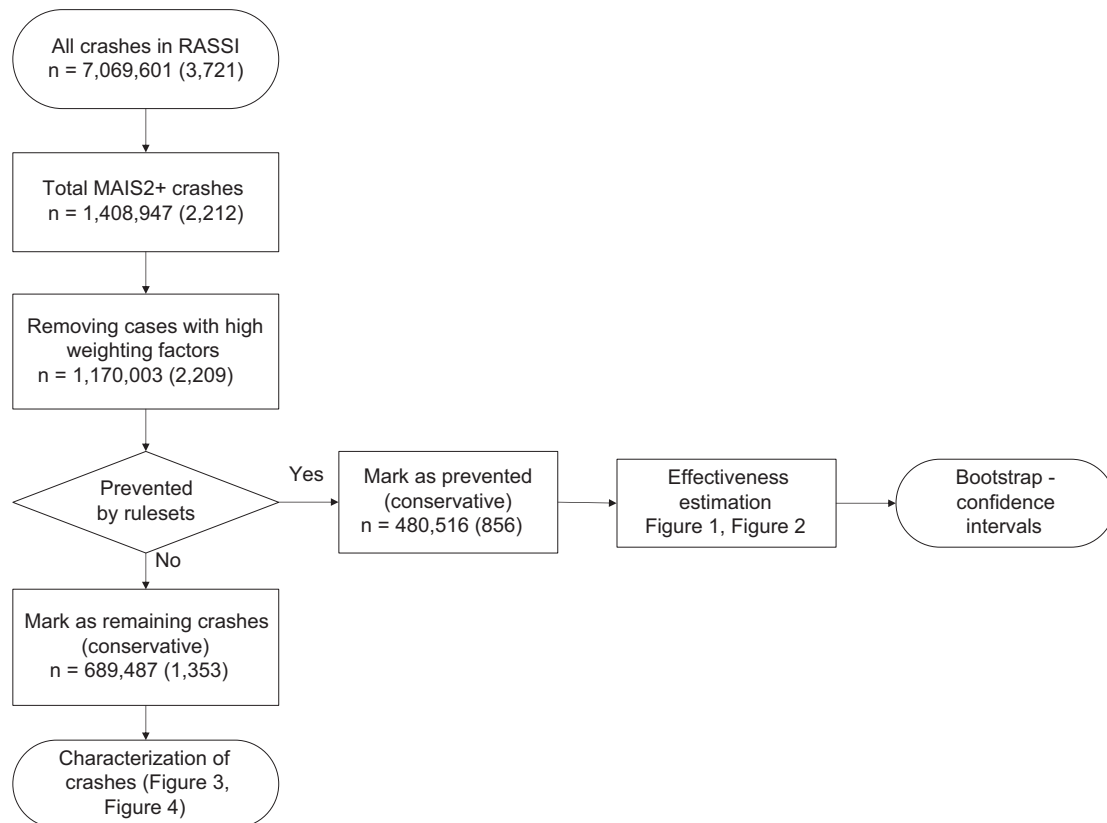 All crashes in RASSI
n = 7,069,601 (3,721)
Total MAIS2+ crashes
n = 1,408,947 (2,212)
Removing cases with high
weighting factors
n = 1,170,003 (2,209)
Prevented
by rulesets
Yes
Mark as prevented
(conservative)
n = 480,516 (856)
Effectiveness
estimation
Figure 1, Figure 2
Bootstrap -
confidence
intervals
No
Mark as remaining crashes
(conservative)
n = 689,487 (1,353)
Characterization of
crashes (Figure 3,
Figure 4)